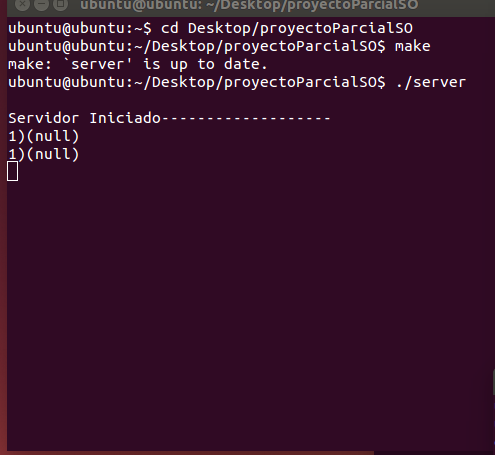 ubuntu@ubuntu: ~/Desktop/proyectoParcialSO
ubuntu@ubuntu:~$ cd Desktop/proyectoParcialSO
ubuntu@ubuntu:~/Desktop/proyectoParcialSO$ make
make: `server' is up to date.
ubuntu@ubuntu:~/Desktop/proyectoParcialSO$ ./server
Servidor Iniciado-------------------
1)(null)
1)(null)